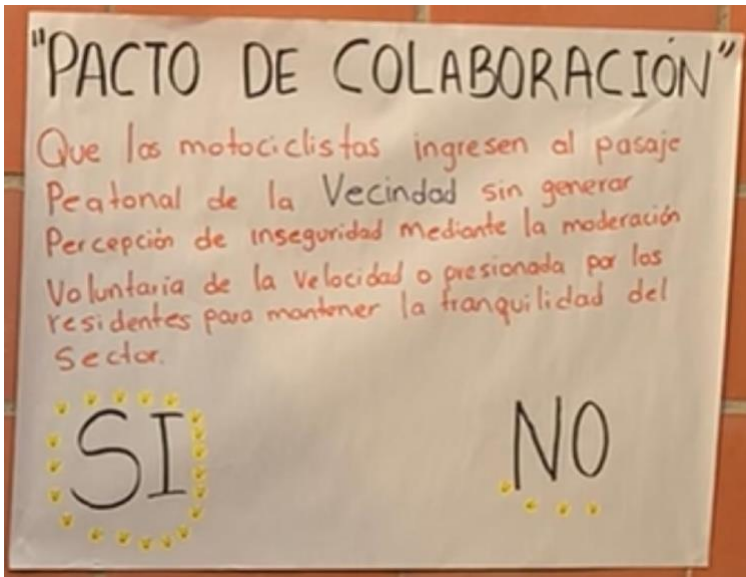 "PACTO DE COLABORACIÓN"
Que los motociclistas ingresen al pasaje
Peatonal de la Vecindad sin generar
Percepción de inseguridad mediante la moderación
Voluntaria de la velocidad o presionada por los
residentes para mantener la tranquilidad del
Sector.
SI NO